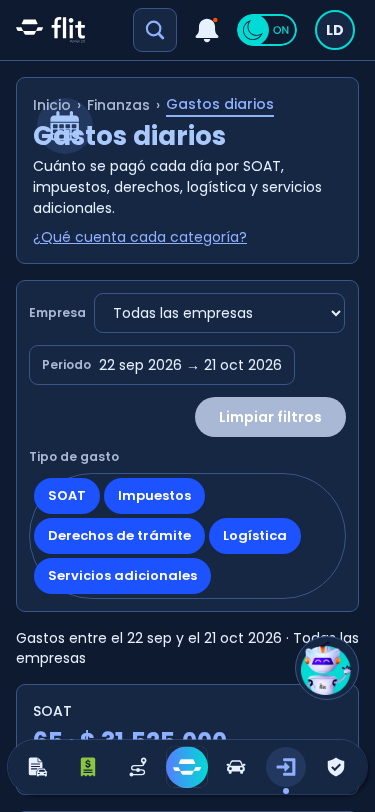 flit
ON
LD
Inicio › Finanzas › Gastos diarios
Gastos diarios
Cuánto se pagó cada día por SOAT,
impuestos, derechos, logística y servicios
adicionales.
¿Qué cuenta cada categoría?
Empresa Todas las empresas
Periodo 22 sep 2026 → 21 oct 2026
Limpiar filtros
Tipo de gasto
SOAT Impuestos
Derechos de trámite Logística
Servicios adicionales
Gastos entre el 22 sep y el 21 oct 2026 · Todas las
empresas
SOAT